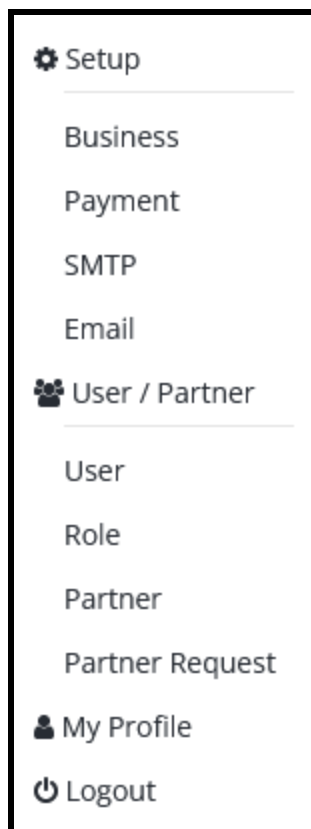 Setup
Business
Payment
SMTP
Email
User / Partner
User
Role
Partner
Partner Request
My Profile
Logout